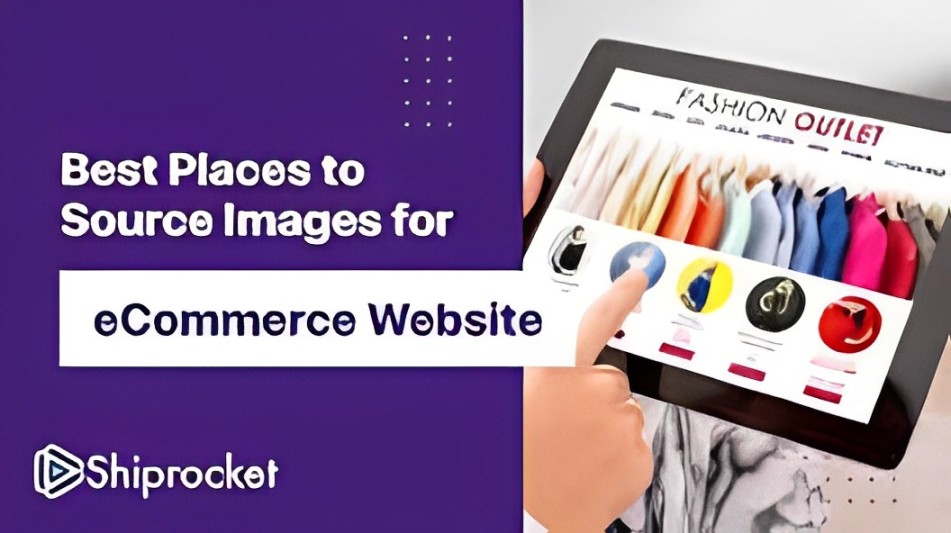 Best Places to
Source Images for
eCommerce Website
Shiprocket
FASHION OUTLET